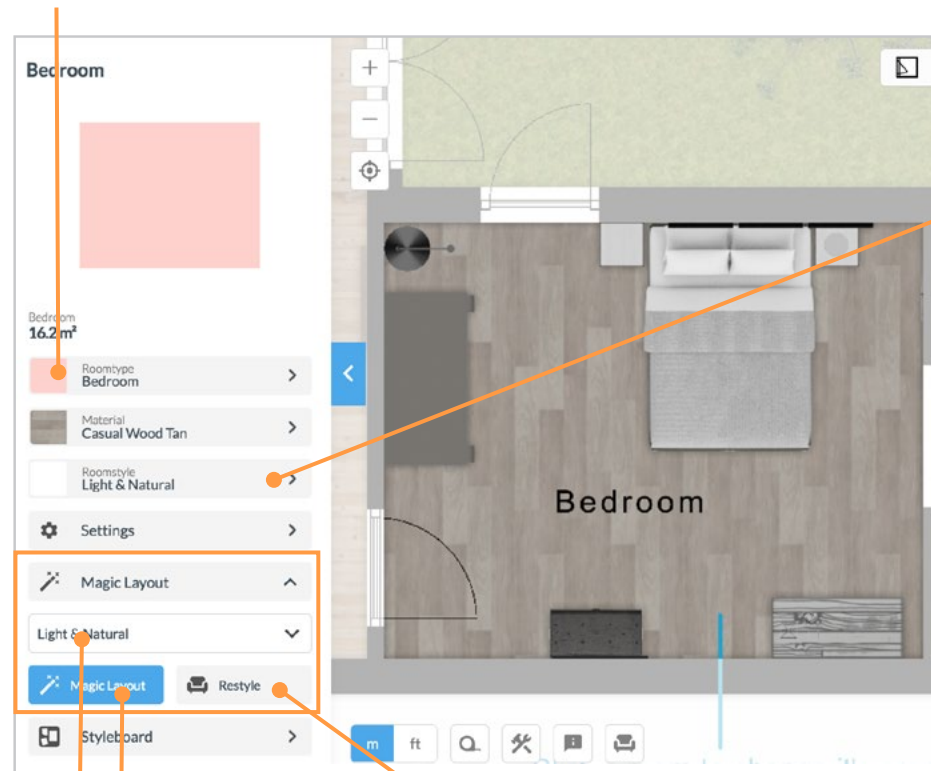 Bedroom
Bedroom
16.2 m²
Roomtype
Bedroom
Material
Casual Wood Tan
Roomstyle
Light & Natural
Settings
Magic Layout
Light & Natural
Magic Layout
Restyle
Styleboard
Bedroom
m
ft